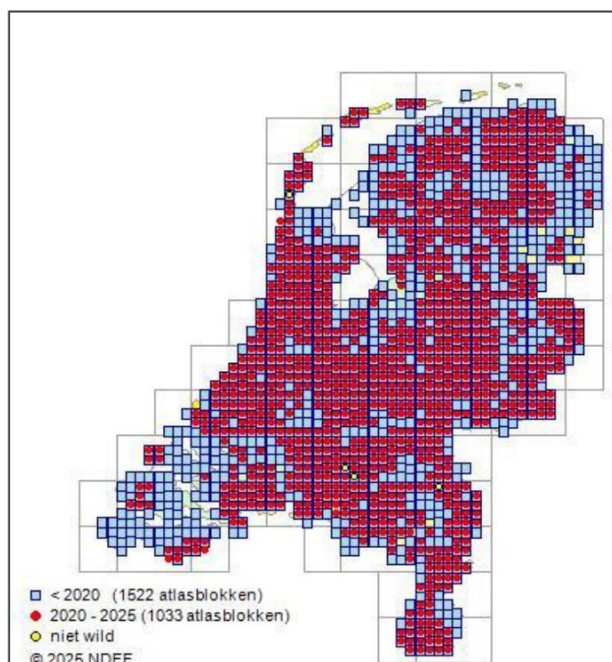 < 2020 (1522 atlasblokken)
2020 - 2025 (1033 atlasblokken)
niet wild
© 2025 NDFF